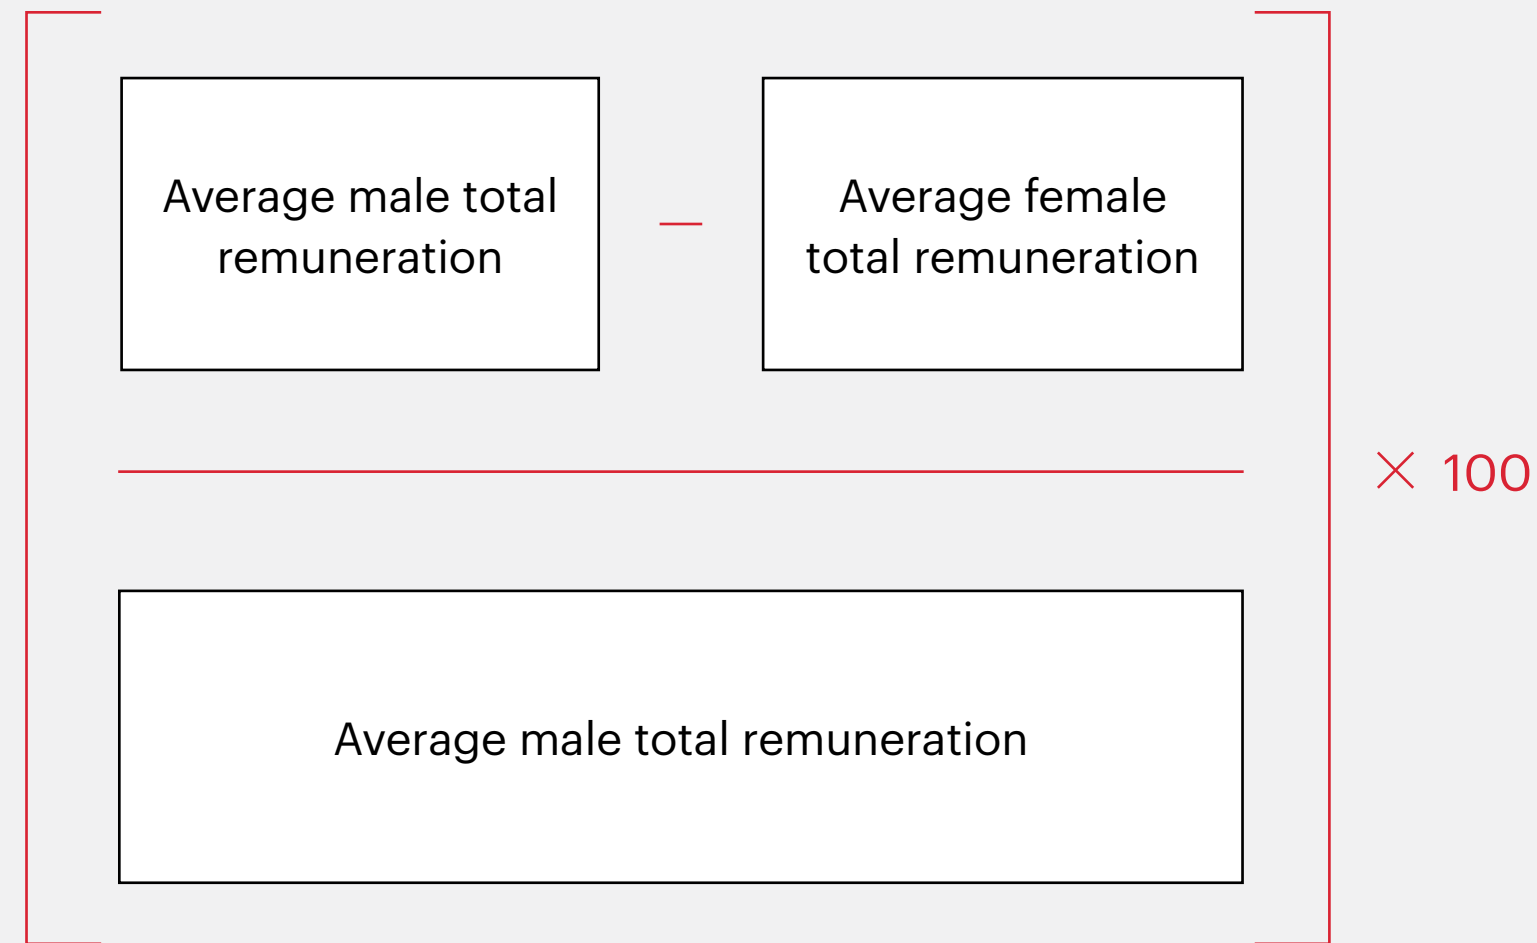 Average male total
remuneration
—
Average female
total remuneration
× 100
Average male total remuneration